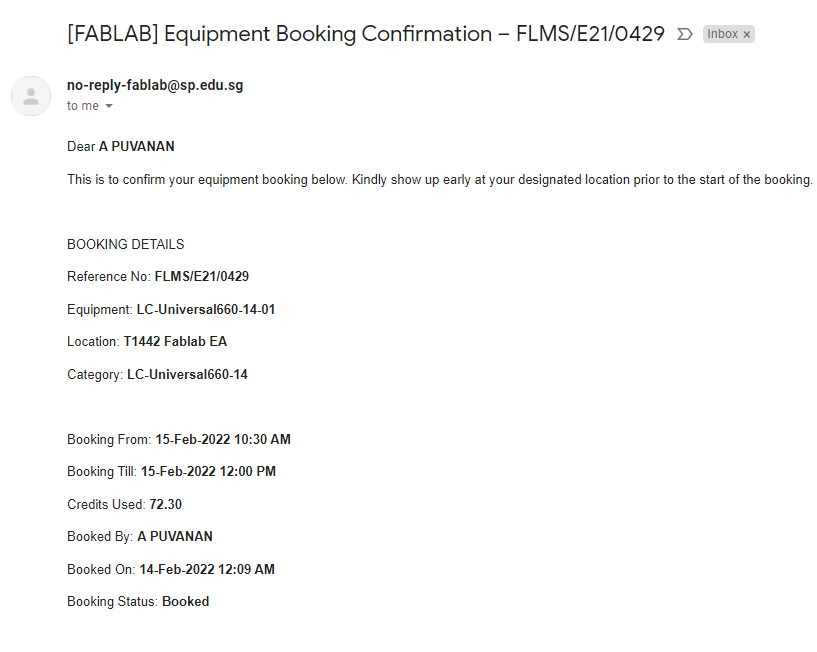 [FABLAB] Equipment Booking Confirmation – FLMS/E21/0429 Inbox ×
no-reply-fablab@sp.edu.sg
to me
Dear A PUVANAN
This is to confirm your equipment booking below. Kindly show up early at your designated location prior to the start of the booking.
BOOKING DETAILS
Reference No: FLMS/E21/0429
Equipment: LC-Universal660-14-01
Location: T1442 Fablab EA
Category: LC-Universal660-14
Booking From: 15-Feb-2022 10:30 AM
Booking Till: 15-Feb-2022 12:00 PM
Credits Used: 72.30
Booked By: A PUVANAN
Booked On: 14-Feb-2022 12:09 AM
Booking Status: Booked